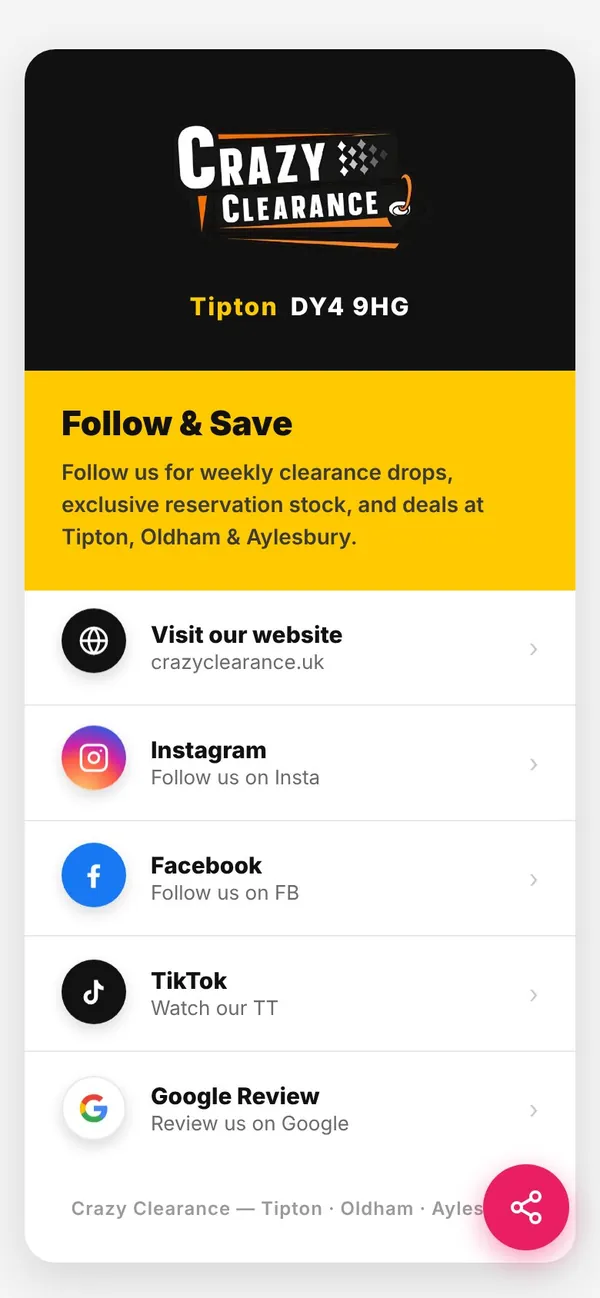 CRAZY
CLEARANCE
Tipton DY4 9HG
Follow & Save
Follow us for weekly clearance drops,
exclusive reservation stock, and deals at
Tipton, Oldham & Aylesbury.
Visit our website
crazyclearance.uk
Instagram
Follow us on Insta
Facebook
Follow us on FB
TikTok
Watch our TT
Google Review
Review us on Google
Crazy Clearance — Tipton · Oldham · Ayles